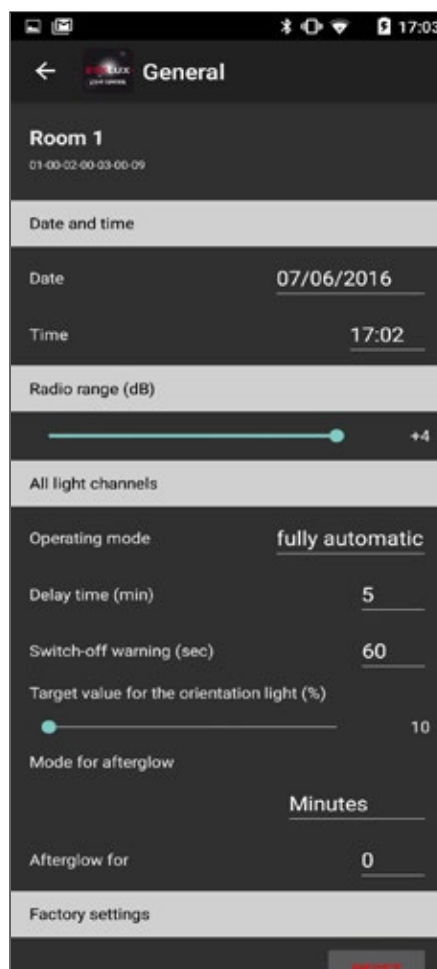 17:03
General
Room 1
01-00-02-00-03-00-09
Date and time
Date 07/06/2016
Time 17:02
Radio range (dB)
+4
All light channels
Operating mode fully automatic
Delay time (min) 5
Switch-off warning (sec) 60
Target value for the orientation light (%)
10
Mode for afterglow
Minutes
Afterglow for 0
Factory settings
RESET